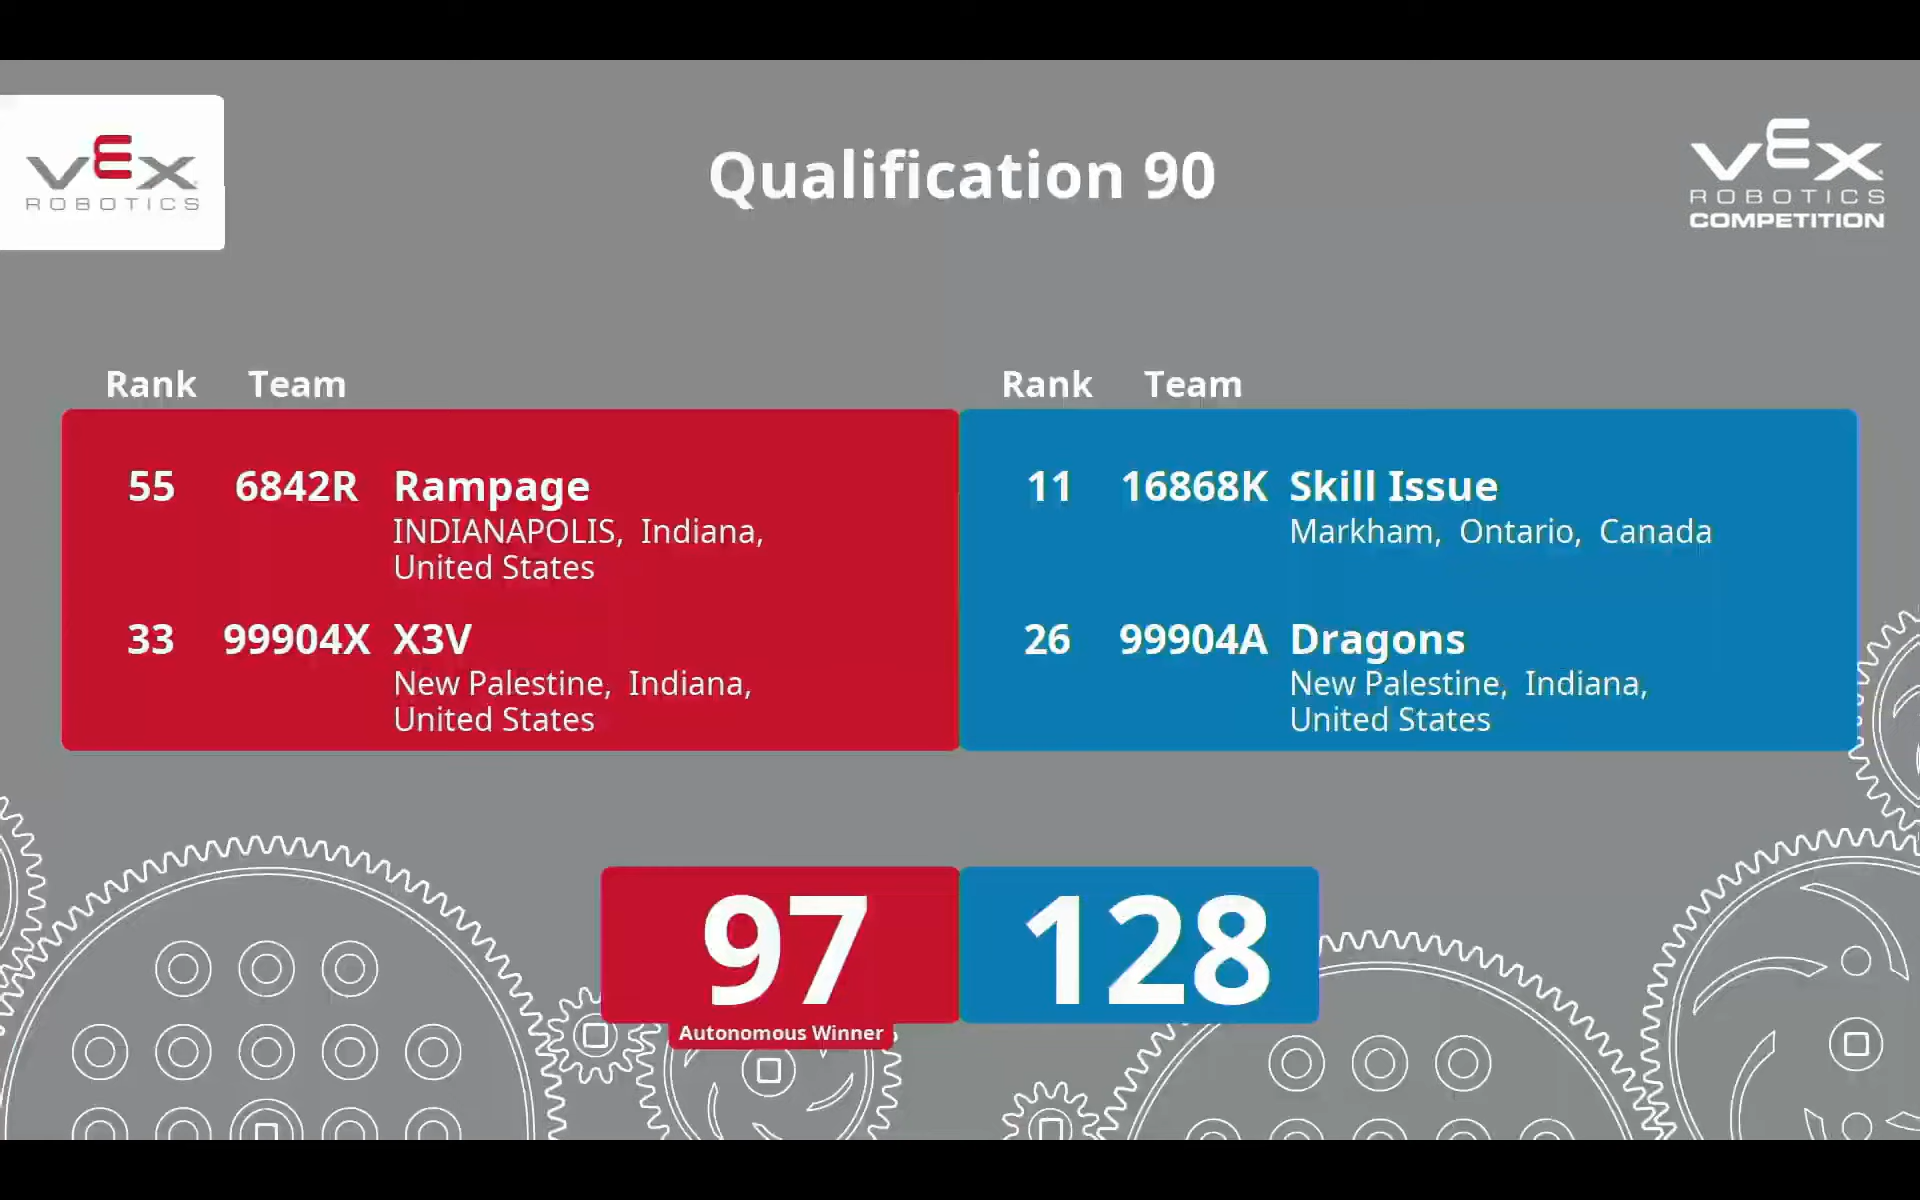 VEX
ROBOTICS
Qualification 90
VEX
ROBOTICS
COMPETITION
Rank Team
55 6842R Rampage
INDIANAPOLIS, Indiana,
United States
33 99904X X3V
New Palestine, Indiana,
United States
Rank Team
11 16868K Skill Issue
Markham, Ontario, Canada
26 99904A Dragons
New Palestine, Indiana,
United States
97 128
Autonomous Winner